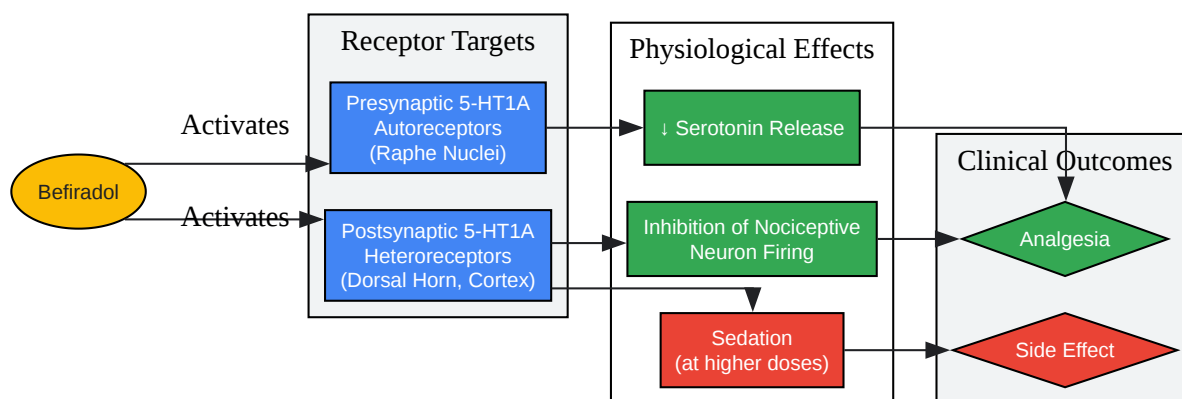 Receptor Targets
Physiological Effects
Presynaptic 5-HT1A
Autoreceptors
(Raphe Nuclei)
Activates
↓ Serotonin Release
Clinical Outcomes
Befiradol
Activates
Postsynaptic 5-HT1A
Heteroreceptors
(Dorsal Horn, Cortex)
Inhibition of Nociceptive
Neuron Firing
Analgesia
Sedation
(at higher doses)
Side Effect